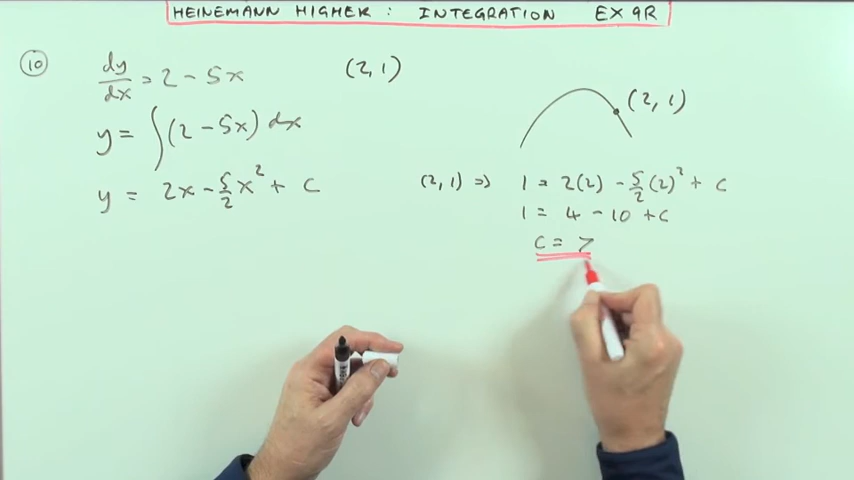 HEINEMANN HIGHER : INTEGRATION EX 9R
10
dy/dx = 2 - 5x (2, 1)
y = ∫(2 - 5x) dx
y = 2x - 5/2 x² + C
(2, 1)
(2, 1) ⇒ 1 = 2(2) - 5/2 (2)² + C
1 = 4 - 10 + C
C = 7